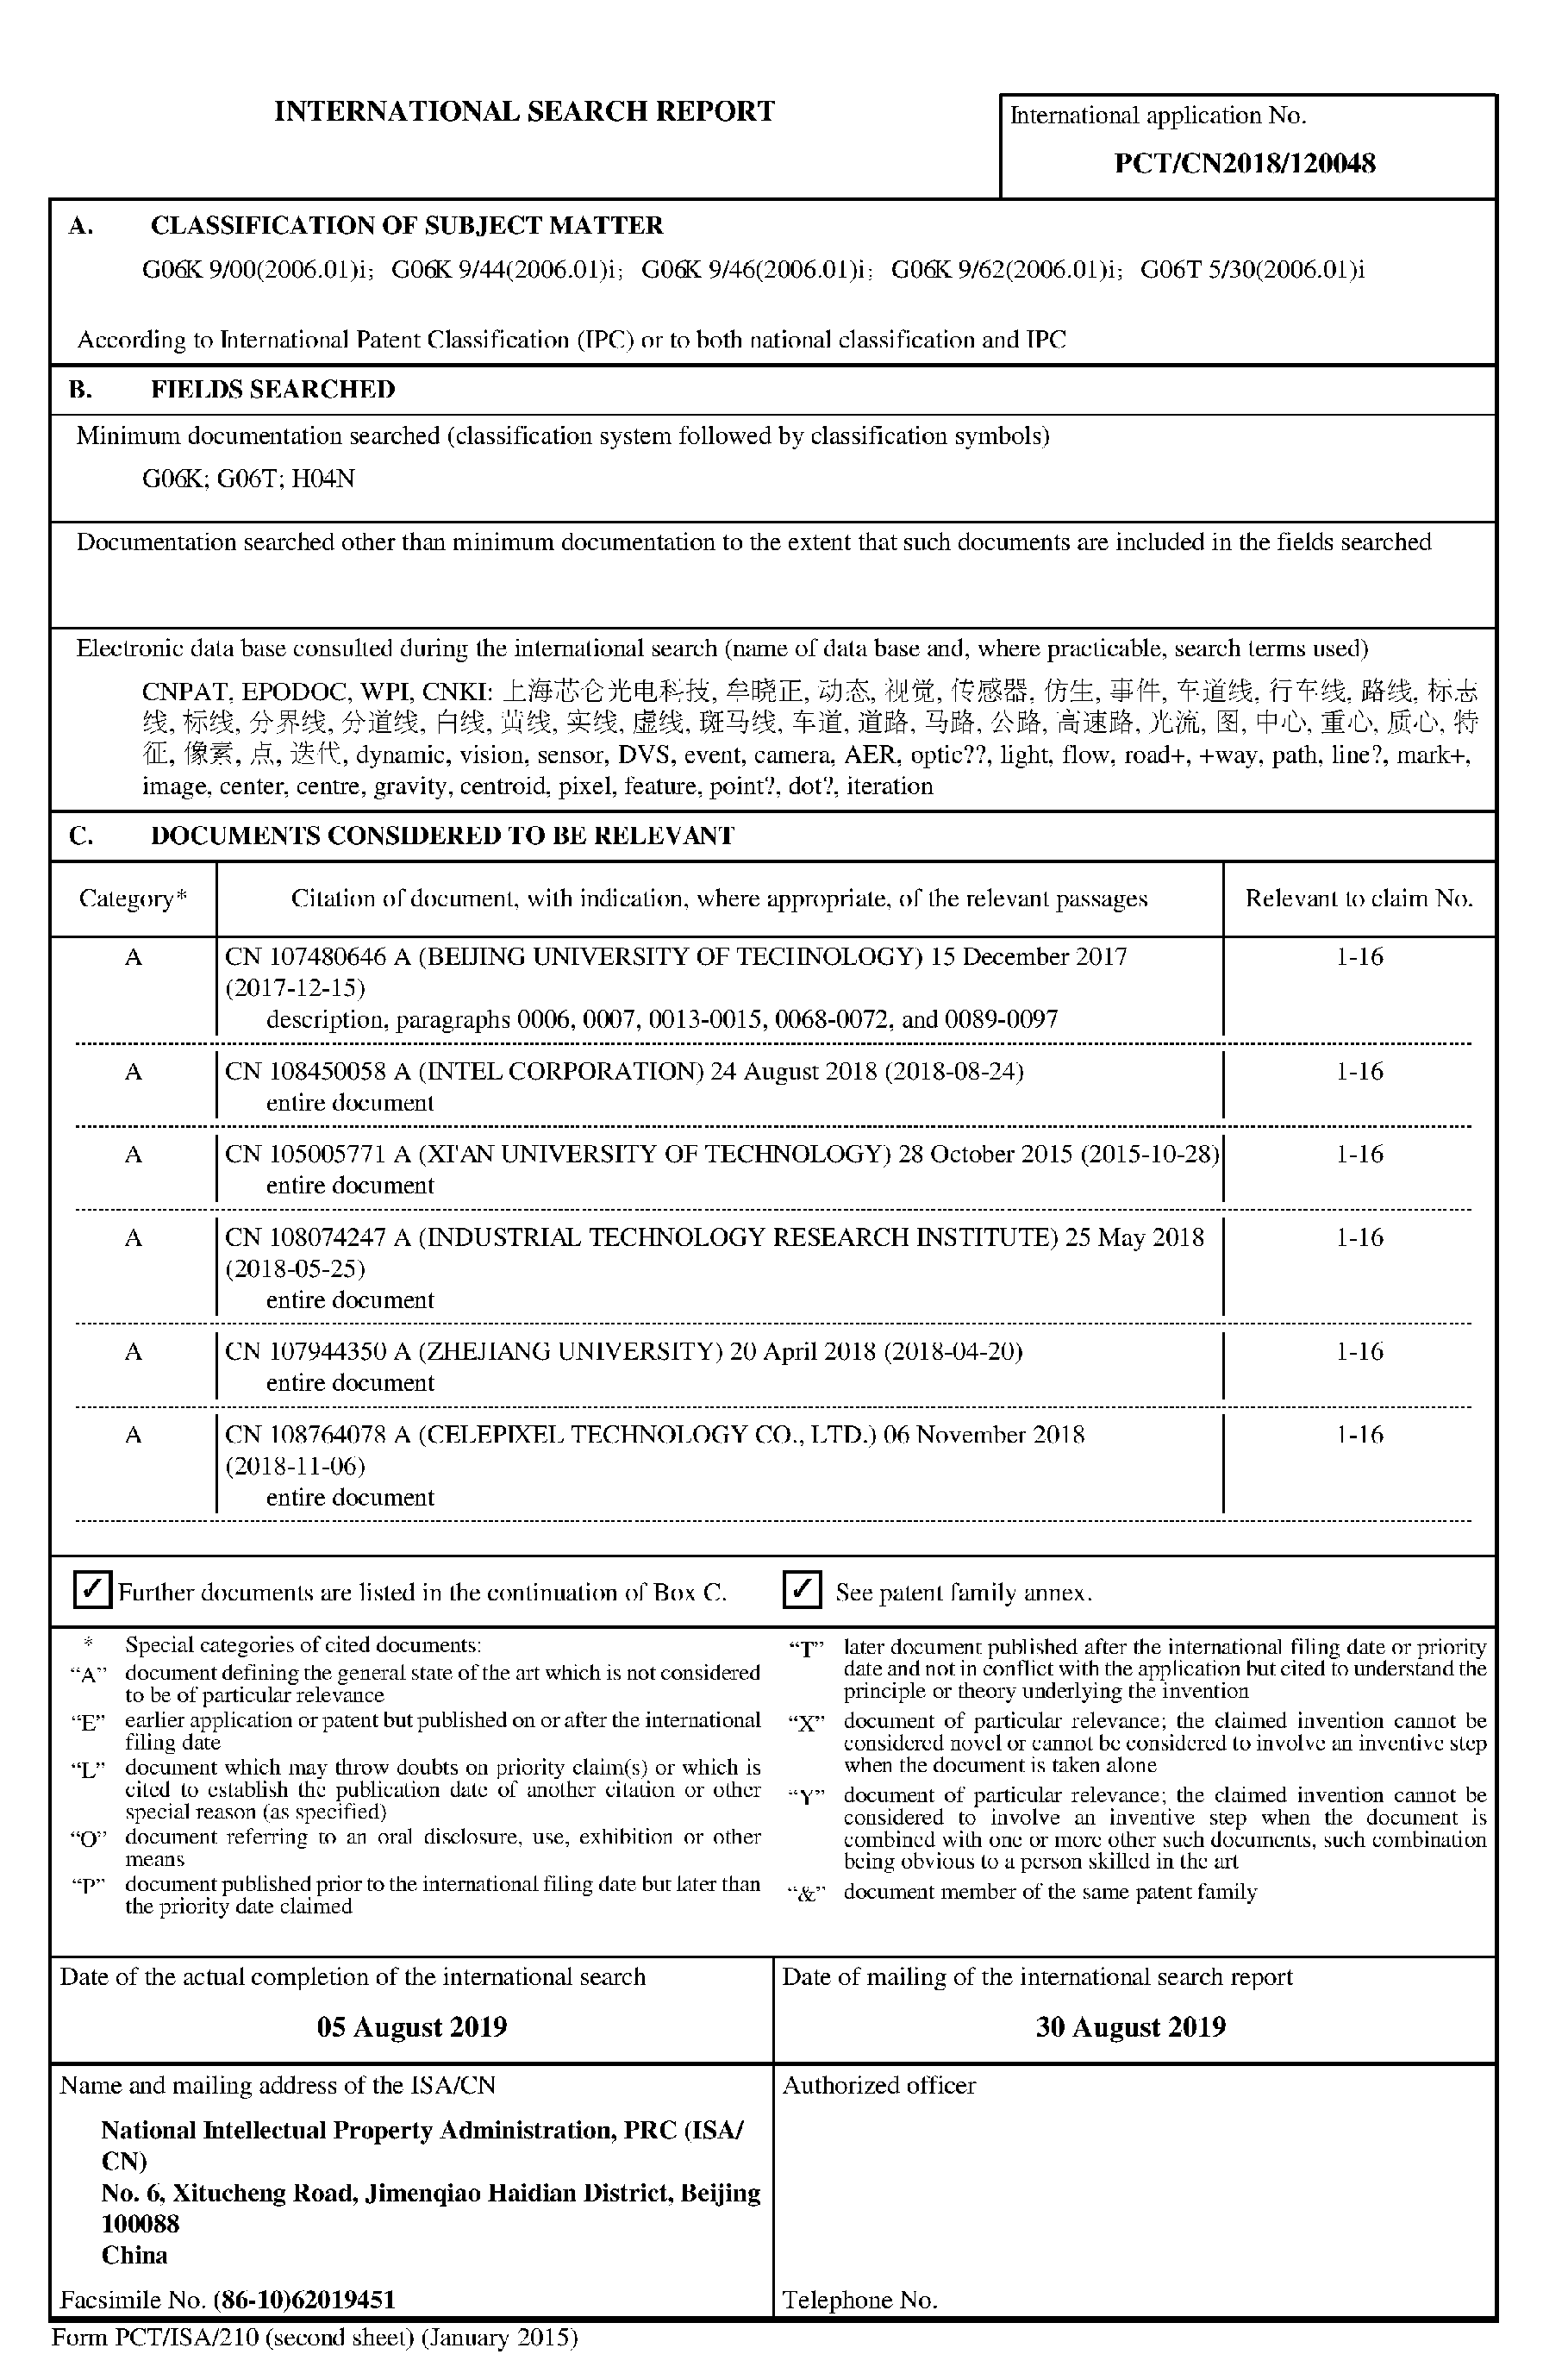 INTERNATIONAL SEARCH REPORT
International application No.
PCT/CN2018/120048
A. CLASSIFICATION OF SUBJECT MATTER
G06K 9/00(2006.01)i; G06K 9/44(2006.01)i; G06K 9/46(2006.01)i; G06K 9/62(2006.01)i; G06T 5/30(2006.01)i
According to International Patent Classification (IPC) or to both national classification and IPC
B. FIELDS SEARCHED
Minimum documentation searched (classification system followed by classification symbols)
G06K; G06T; H04N
Documentation searched other than minimum documentation to the extent that such documents are included in the fields searched
Electronic data base consulted during the international search (name of data base and, where practicable, search terms used)
CNPAT, EPODOC, WPI, CNKI: 上海芯仑光电科技, 牟晓正, 动态, 视觉, 传感器, 仿生, 事件, 车道线, 行车线, 路线, 标志
线, 标线, 分界线, 分道线, 白线, 黄线, 实线, 虚线, 斑马线, 车道, 道路, 马路, 公路, 高速路, 光流, 图, 中心, 重心, 质心, 特
征, 像素, 点, 迭代, dynamic, vision, sensor, DVS, event, camera, AER, optic??, light, flow, road+, +way, path, line?, mark+,
image, center, centre, gravity, centroid, pixel, feature, point?, dot?, iteration
C. DOCUMENTS CONSIDERED TO BE RELEVANT
Category* Citation of document, with indication, where appropriate, of the relevant passages Relevant to claim No.
A CN 107480646 A (BEIJING UNIVERSITY OF TECHNOLOGY) 15 December 2017 1-16
(2017-12-15)
description, paragraphs 0006, 0007, 0013-0015, 0068-0072, and 0089-0097
A CN 108450058 A (INTEL CORPORATION) 24 August 2018 (2018-08-24) 1-16
entire document
A CN 105005771 A (XI'AN UNIVERSITY OF TECHNOLOGY) 28 October 2015 (2015-10-28) 1-16
entire document
A CN 108074247 A (INDUSTRIAL TECHNOLOGY RESEARCH INSTITUTE) 25 May 2018 1-16
(2018-05-25)
entire document
A CN 107944350 A (ZHEJIANG UNIVERSITY) 20 April 2018 (2018-04-20) 1-16
entire document
A CN 108764078 A (CELEPIXEL TECHNOLOGY CO., LTD.) 06 November 2018 1-16
(2018-11-06)
entire document
✓ Further documents are listed in the continuation of Box C. ✓ See patent family annex.
* Special categories of cited documents:
“A” document defining the general state of the art which is not considered
to be of particular relevance
“E” earlier application or patent but published on or after the international
filing date
“L” document which may throw doubts on priority claim(s) or which is
cited to establish the publication date of another citation or other
special reason (as specified)
“O” document referring to an oral disclosure, use, exhibition or other
means
“P” document published prior to the international filing date but later than
the priority date claimed
“T” later document published after the international filing date or priority
date and not in conflict with the application but cited to understand the
principle or theory underlying the invention
“X” document of particular relevance; the claimed invention cannot be
considered novel or cannot be considered to involve an inventive step
when the document is taken alone
“Y” document of particular relevance; the claimed invention cannot be
considered to involve an inventive step when the document is
combined with one or more other such documents, such combination
being obvious to a person skilled in the art
“&” document member of the same patent family
Date of the actual completion of the international search
05 August 2019
Date of mailing of the international search report
30 August 2019
Name and mailing address of the ISA/CN
National Intellectual Property Administration, PRC (ISA/
CN)
No. 6, Xitucheng Road, Jimenqiao Haidian District, Beijing
100088
China
Facsimile No. (86-10)62019451
Authorized officer
Telephone No.
Form PCT/ISA/210 (second sheet) (January 2015)